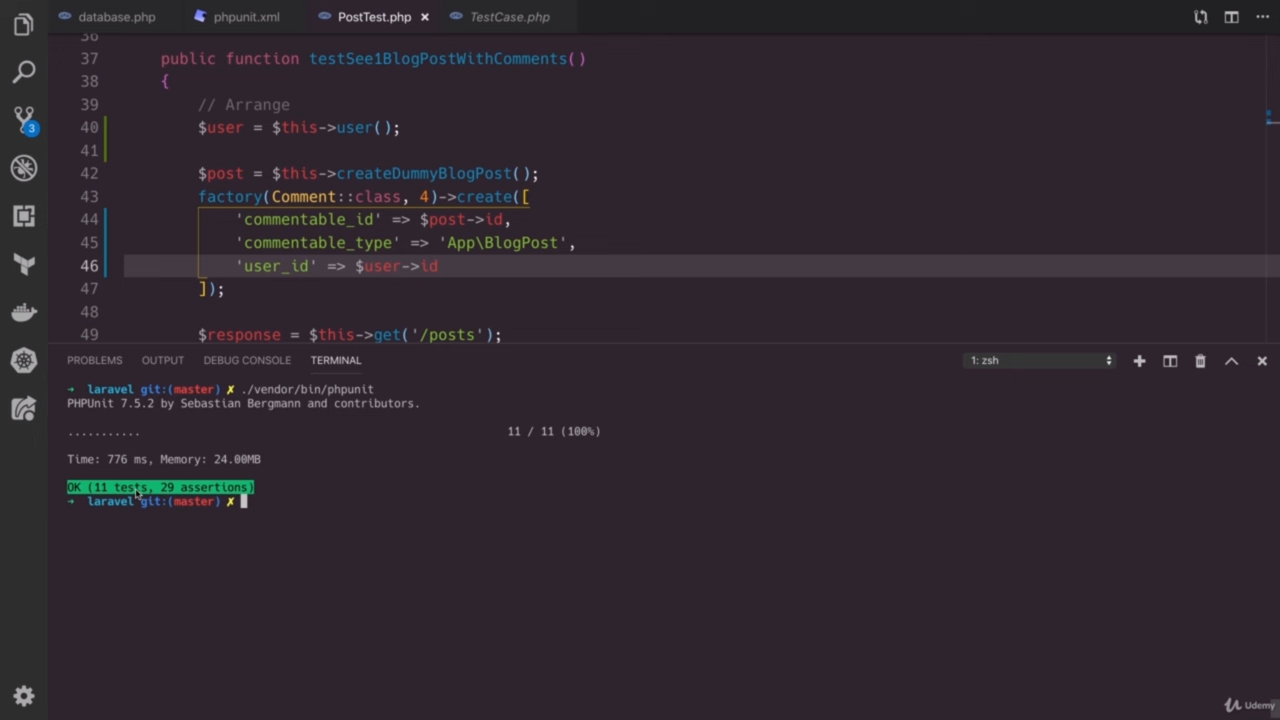 database.php phpunit.xml PostTest.php × TestCase.php
36
37 public function testSee1BlogPostWithComments()
38 {
39 // Arrange
40 $user = $this->user();
41
42 $post = $this->createDummyBlogPost();
43 factory(Comment::class, 4)->create([
44 'commentable_id' => $post->id,
45 'commentable_type' => 'App\BlogPost',
46 'user_id' => $user->id
47 ]);
48
49 $response = $this->get('/posts');
3
PROBLEMS OUTPUT DEBUG CONSOLE TERMINAL 1: zsh
→ laravel git:(master) ✗ ./vendor/bin/phpunit
PHPUnit 7.5.2 by Sebastian Bergmann and contributors.
........... 11 / 11 (100%)
Time: 776 ms, Memory: 24.00MB
OK (11 tests, 29 assertions)
→ laravel git:(master) ✗
Udemy